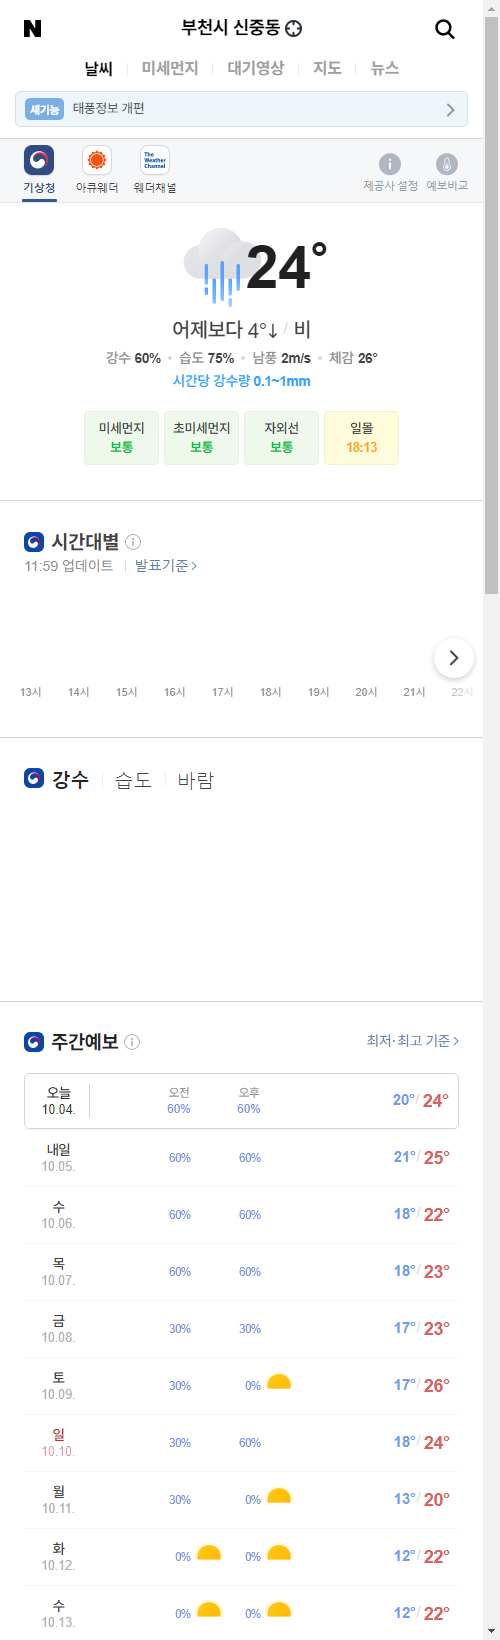 N 부천시 신중동
날씨 미세먼지 대기영상 지도 뉴스
새기능 태풍정보 개편
The Weather Channel
기상청 아큐웨더 웨더채널 제공사 설정 예보비교
24°
어제보다 4°↓ / 비
강수 60% • 습도 75% • 남풍 2m/s • 체감 26°
시간당 강수량 0.1~1mm
미세먼지 초미세먼지 자외선 일몰
보통 보통 보통 18:13
시간대별
11:59 업데이트 발표기준
13시 14시 15시 16시 17시 18시 19시 20시 21시 22시
강수 습도 바람
주간예보 최저·최고 기준
오늘 오전 오후
10.04. 60% 60% 20°/ 24°
내일
10.05. 60% 60% 21°/ 25°
수
10.06. 60% 60% 18°/ 22°
목
10.07. 60% 60% 18°/ 23°
금
10.08. 30% 30% 17°/ 23°
토
10.09. 30% 0% 17°/ 26°
일
10.10. 30% 60% 18°/ 24°
월
10.11. 30% 0% 13°/ 20°
화
10.12. 0% 0% 12°/ 22°
수
10.13. 0% 0% 12°/ 22°